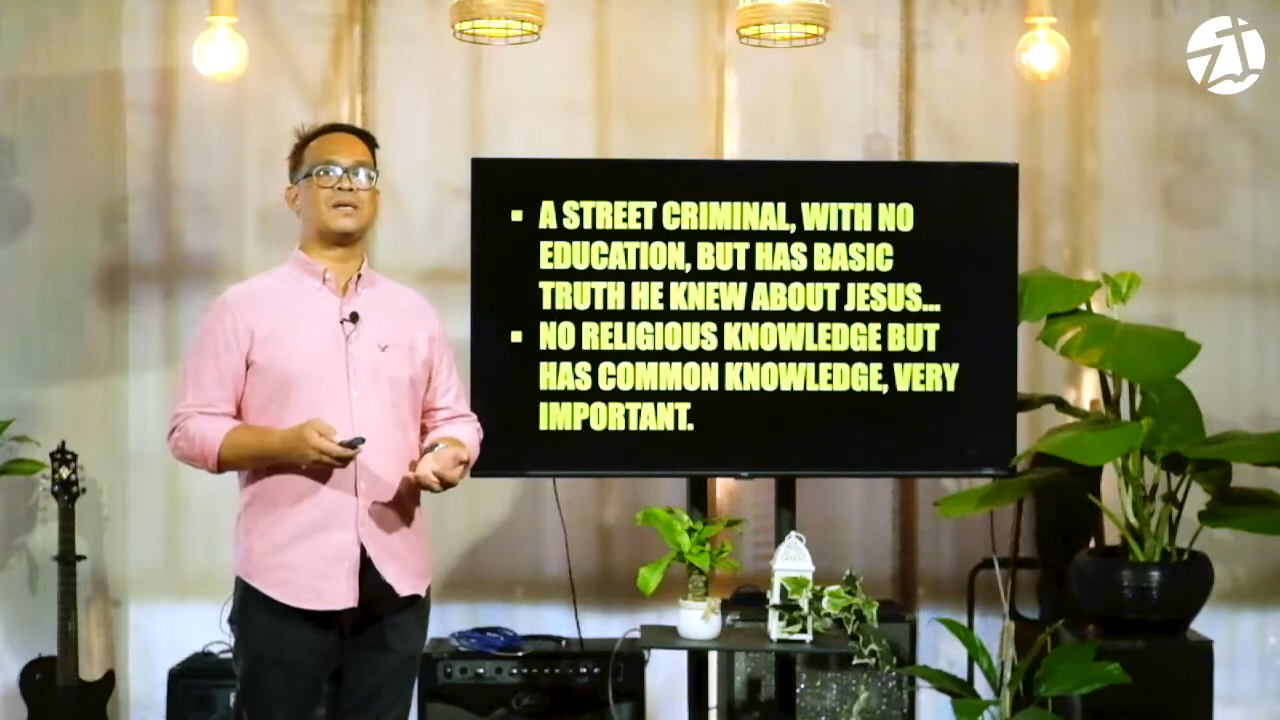 ▪ A STREET CRIMINAL, WITH NO
EDUCATION, BUT HAS BASIC
TRUTH HE KNEW ABOUT JESUS...
▪ NO RELIGIOUS KNOWLEDGE BUT
HAS COMMON KNOWLEDGE, VERY
IMPORTANT.